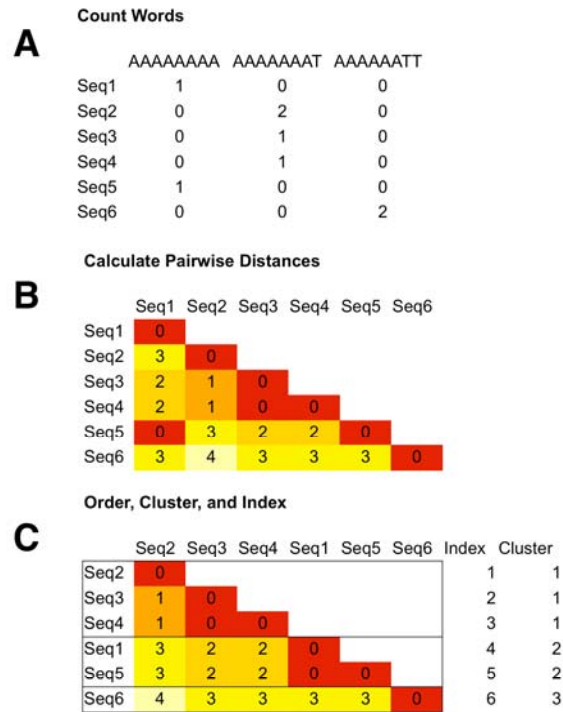 Count Words
A
AAAAAAAA AAAAAAAT AAAAAATT
Seq1 1 0 0
Seq2 0 2 0
Seq3 0 1 0
Seq4 0 1 0
Seq5 1 0 0
Seq6 0 0 2
Calculate Pairwise Distances
B
Seq1 Seq2 Seq3 Seq4 Seq5 Seq6
Seq1 0
Seq2 3 0
Seq3 2 1 0
Seq4 2 1 0 0
Seq5 0 3 2 2 0
Seq6 3 4 3 3 3 0
Order, Cluster, and Index
C
Seq2 Seq3 Seq4 Seq1 Seq5 Seq6 Index Cluster
Seq2 0 1 1
Seq3 1 0 2 1
Seq4 1 0 0 3 1
Seq1 3 2 2 0 4 2
Seq5 3 2 2 0 0 5 2
Seq6 4 3 3 3 3 0 6 3